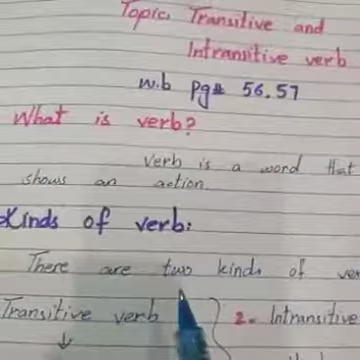 Topic, Transitive and
Intransitive verb
w.b pg# 56.57
What is verb?
Verb is a word that
shows an action.
Kinds of verb:
There are two kinds of
Transitive verb 2. Intransitive